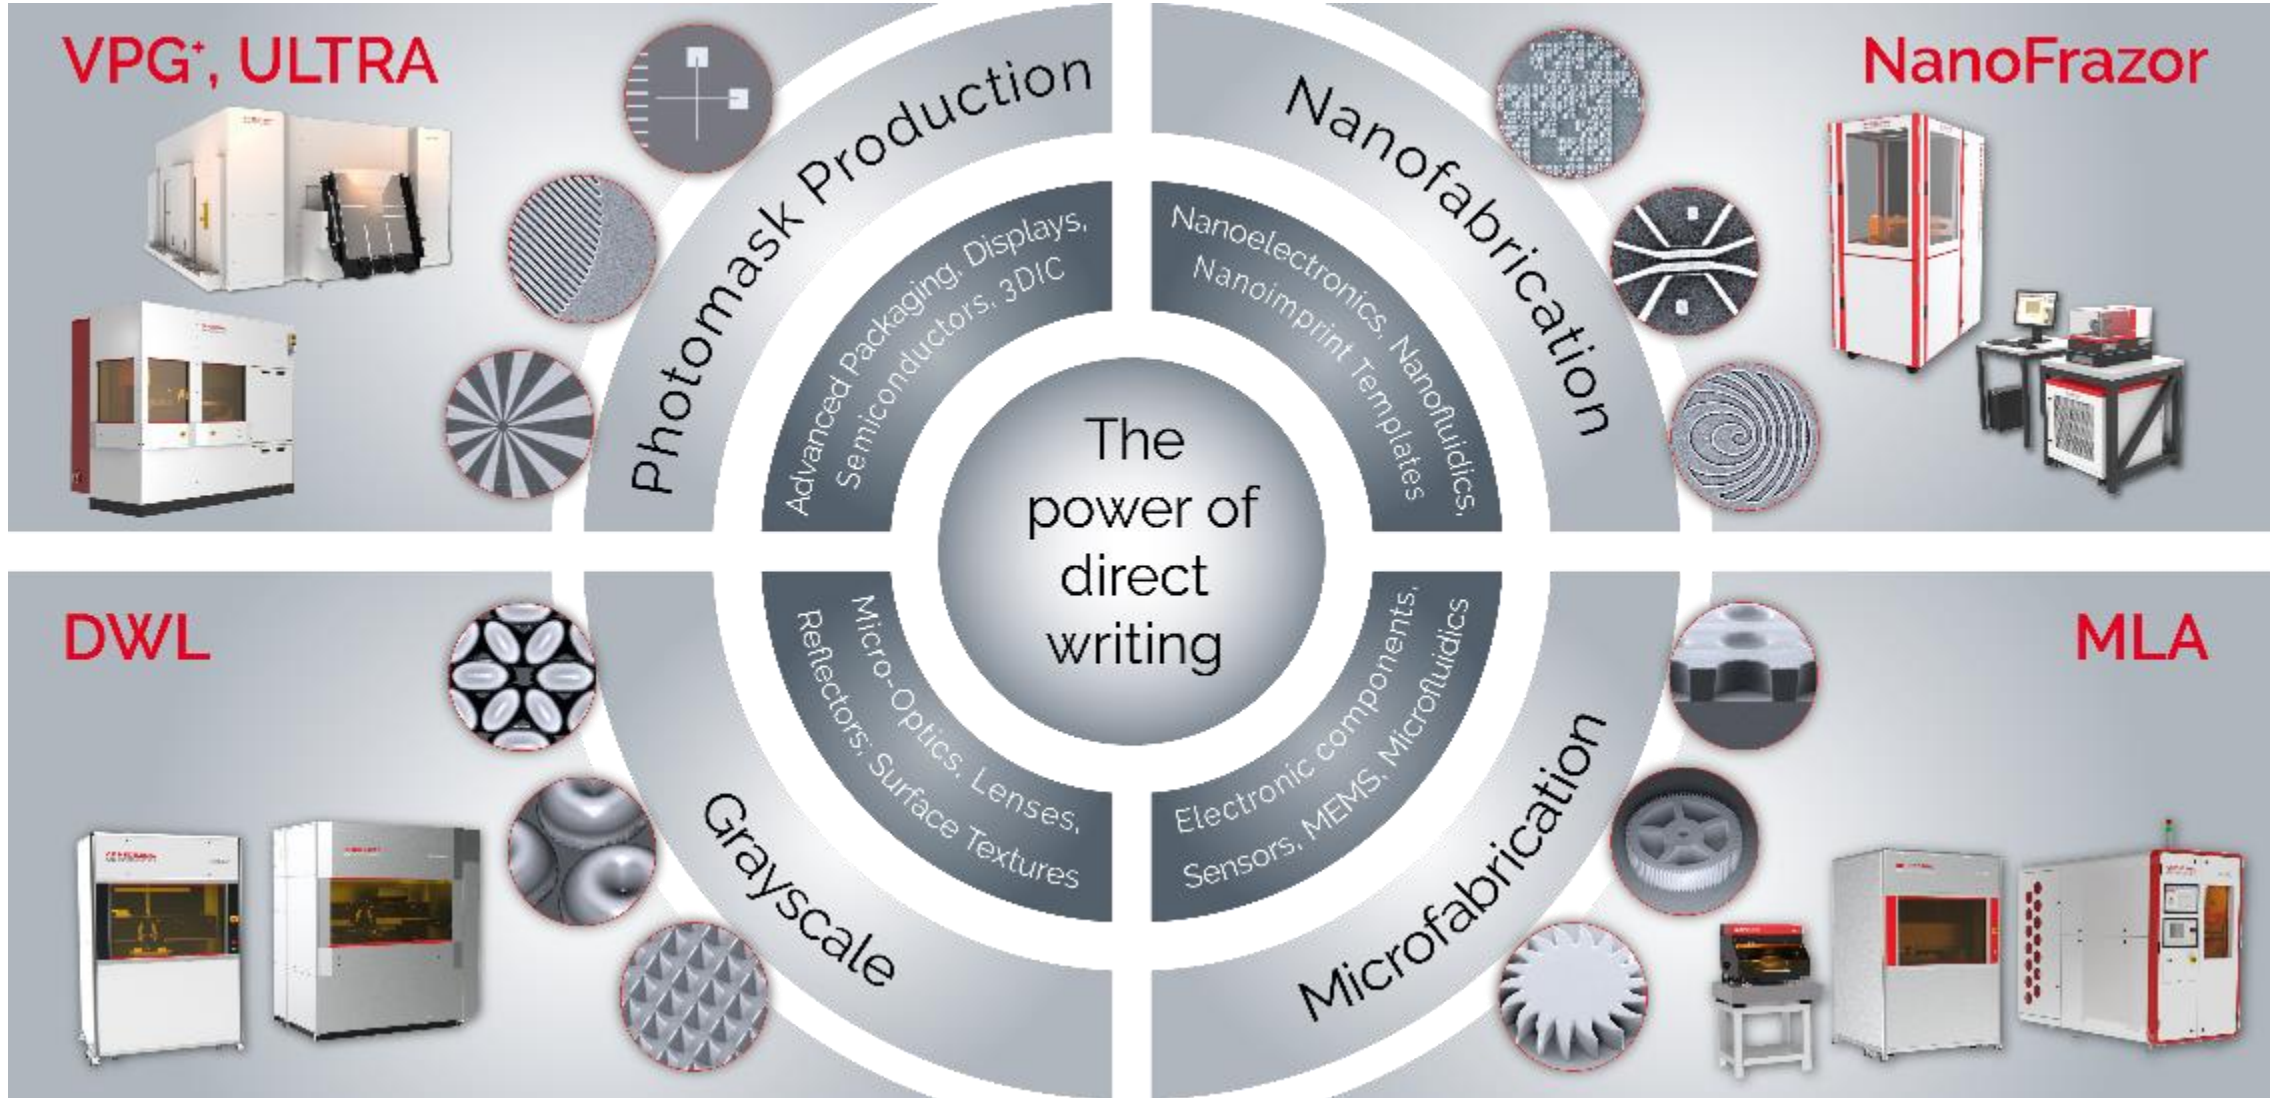 VPG⁺, ULTRA
Photomask Production
Advanced Packaging, Displays,
Semiconductors, 3DIC
NanoFrazor
Nanofabrication
Nanoelectronics, Nanofluidics,
Nanoimprint Templates
The
power of
direct
writing
DWL
Grayscale
Micro-Optics, Lenses,
Reflectors; Surface Textures
MLA
Microfabrication
Electronic components,
Sensors, MEMS, Microfluidics